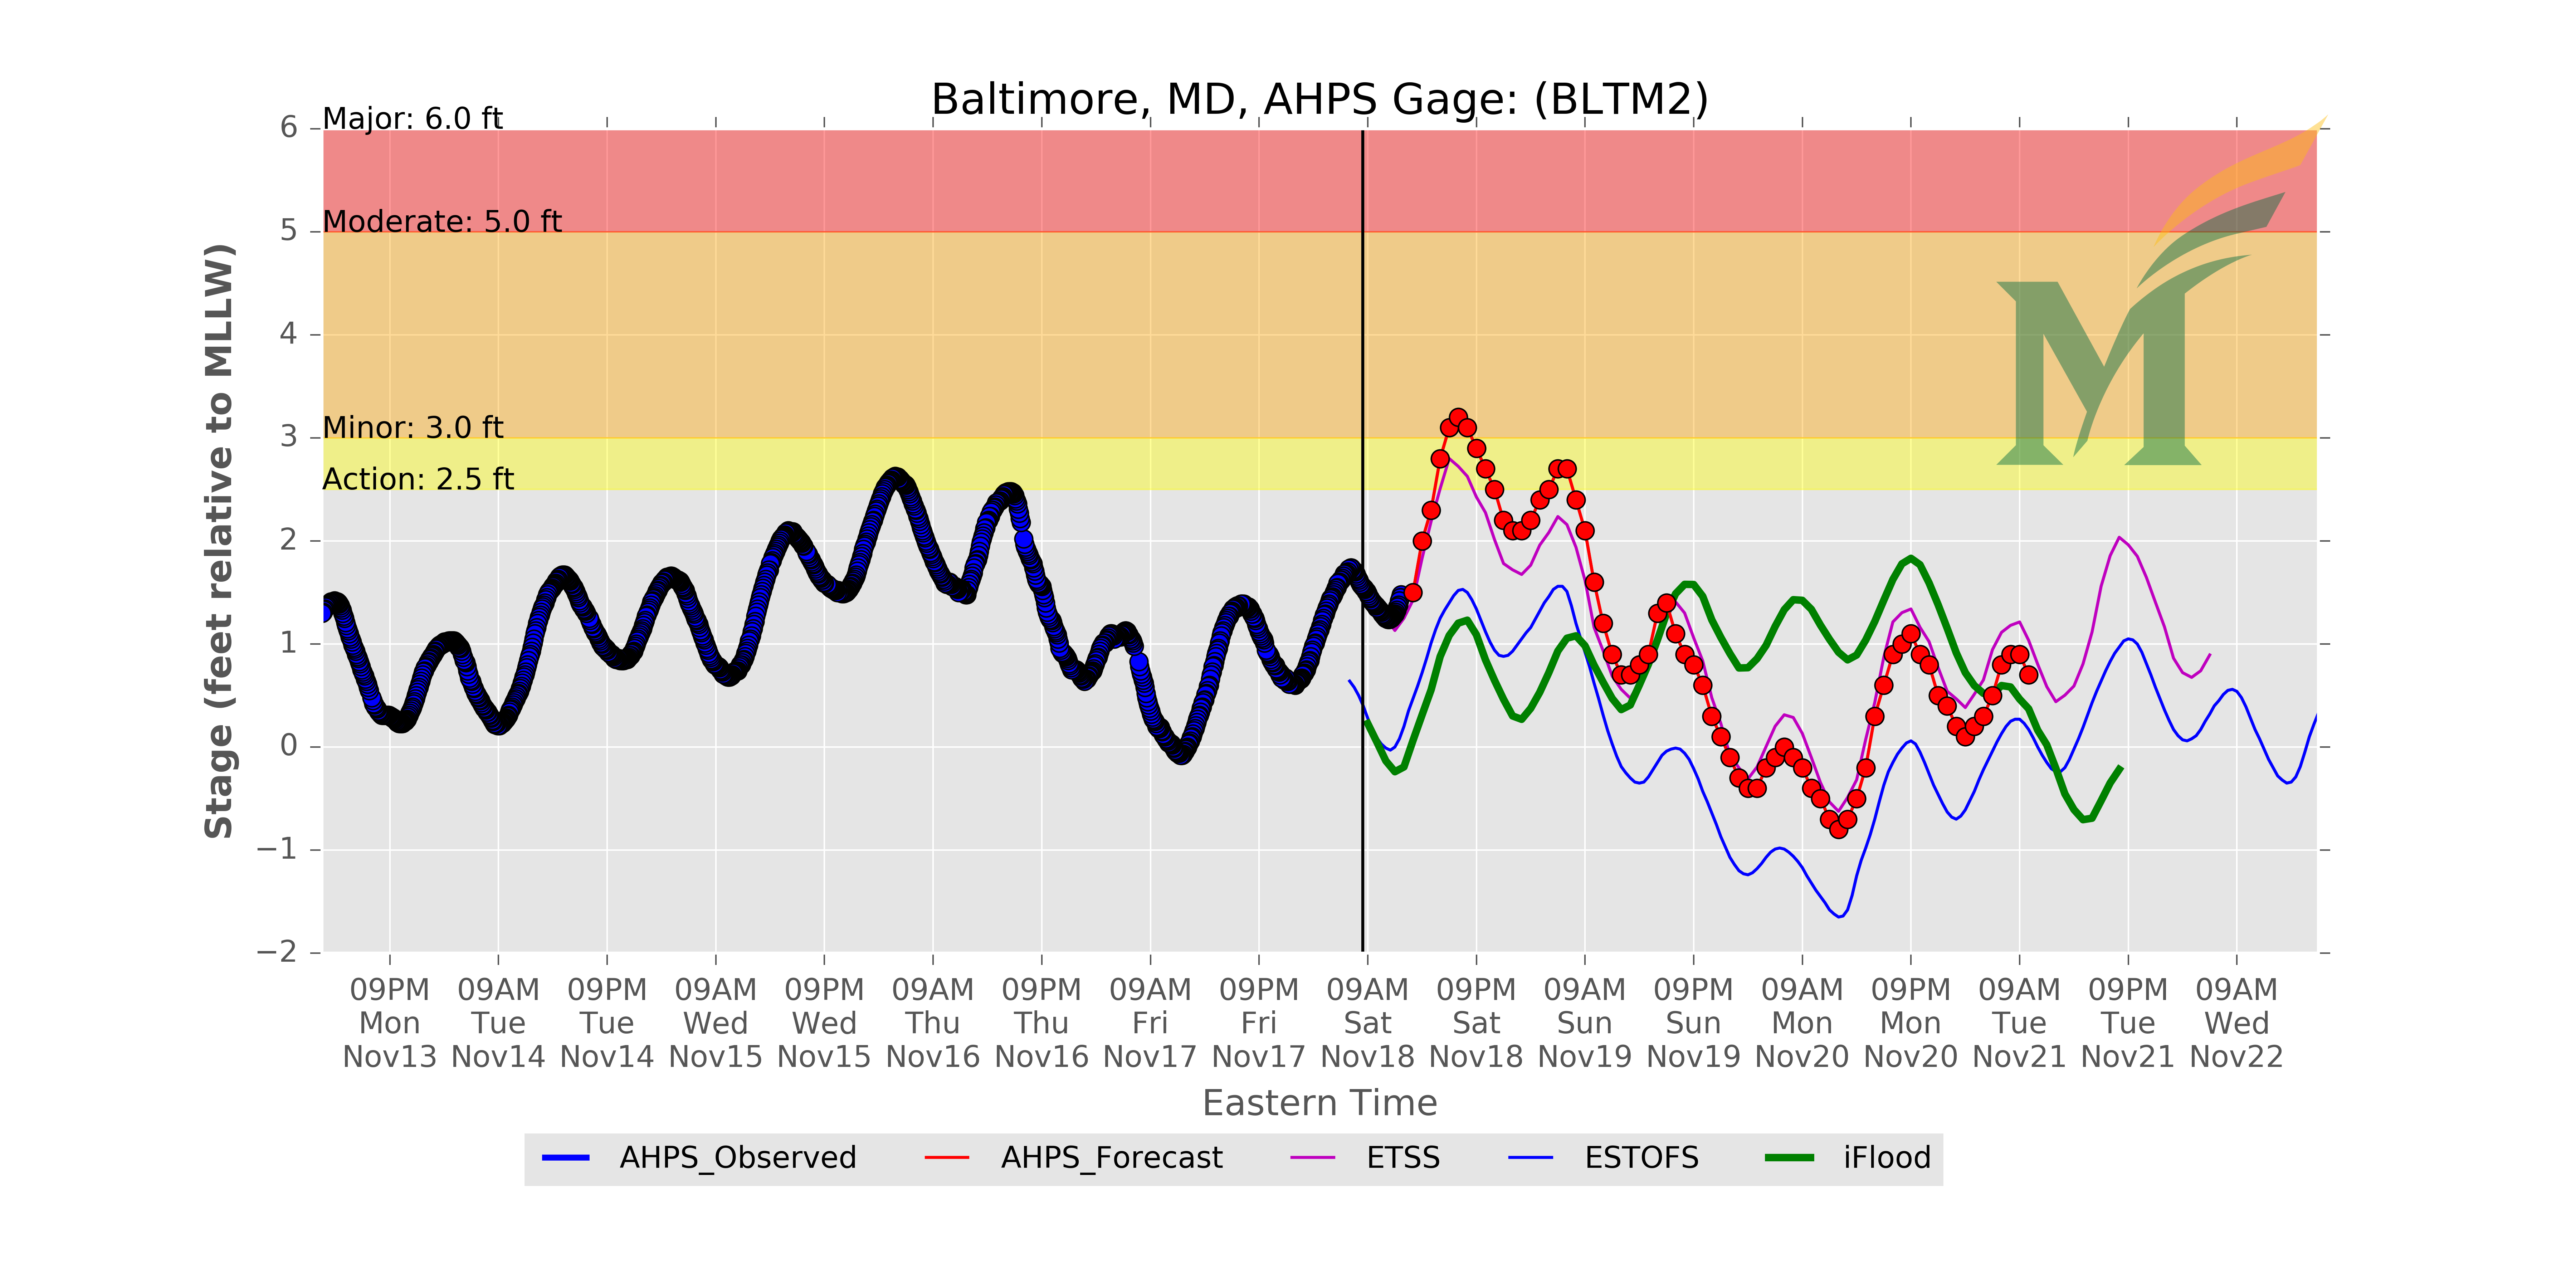 Baltimore, MD, AHPS Gage: (BLTM2)
Major: 6.0 ft
Moderate: 5.0 ft
Minor: 3.0 ft
Action: 2.5 ft
6
5
4
3
2
1
0
−1
−2
Stage (feet relative to MLLW)
M
09PM 09AM 09PM 09AM 09PM 09AM 09PM 09AM 09PM 09AM 09PM 09AM 09PM 09AM 09PM 09AM 09PM 09AM
Mon Tue Tue Wed Wed Thu Thu Fri Fri Sat Sat Sun Sun Mon Mon Tue Tue Wed
Nov13 Nov14 Nov14 Nov15 Nov15 Nov16 Nov16 Nov17 Nov17 Nov18 Nov18 Nov19 Nov19 Nov20 Nov20 Nov21 Nov21 Nov22
Eastern Time
AHPS_Observed AHPS_Forecast ETSS ESTOFS iFlood